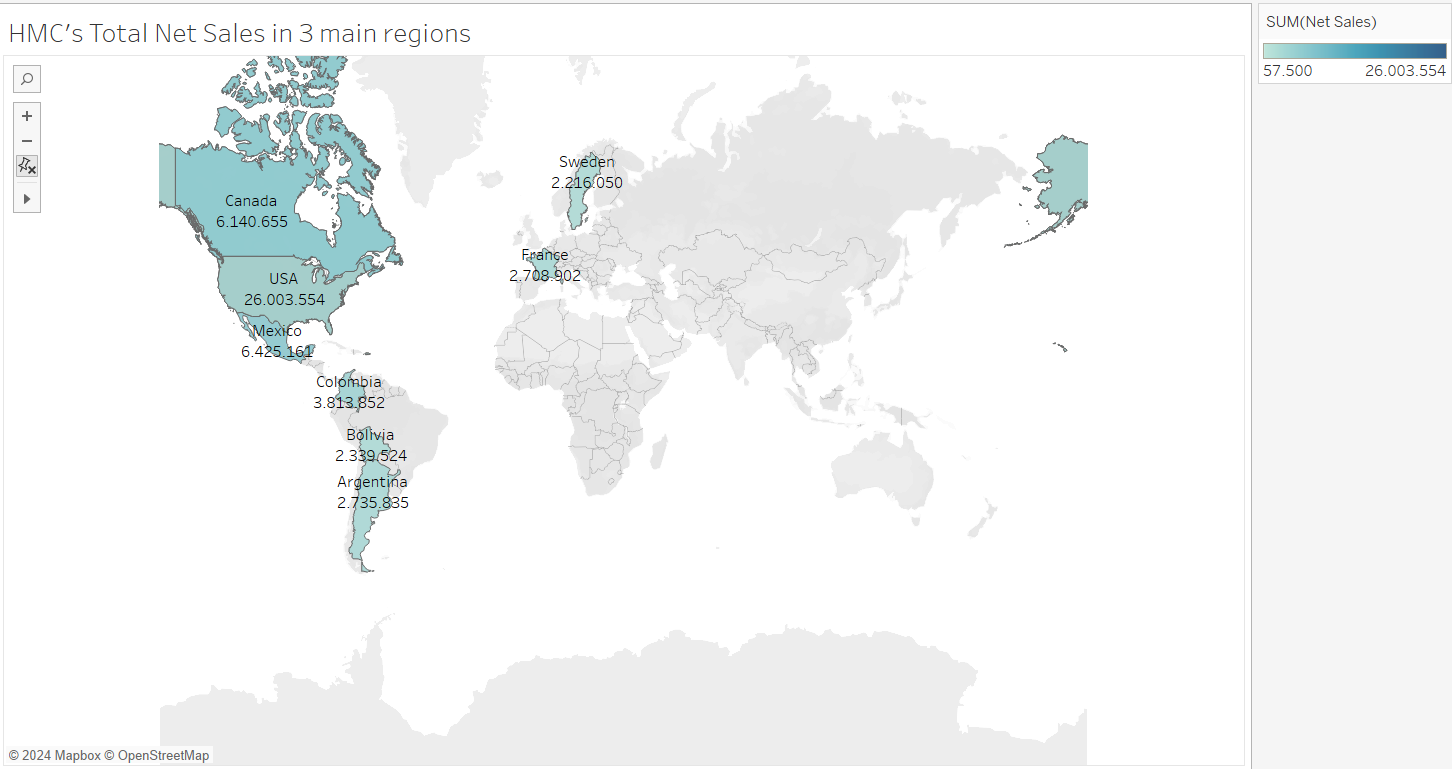 HMC's Total Net Sales in 3 main regions
SUM(Net Sales)
57.500 26.003.554
Sweden
2.216.050
Canada
6.140.655
France
2.708.902
USA
26.003.554
Mexico
6.425.161
Colombia
3.813.852
Bolivia
2.339.524
Argentina
2.735.835
© 2024 Mapbox © OpenStreetMap